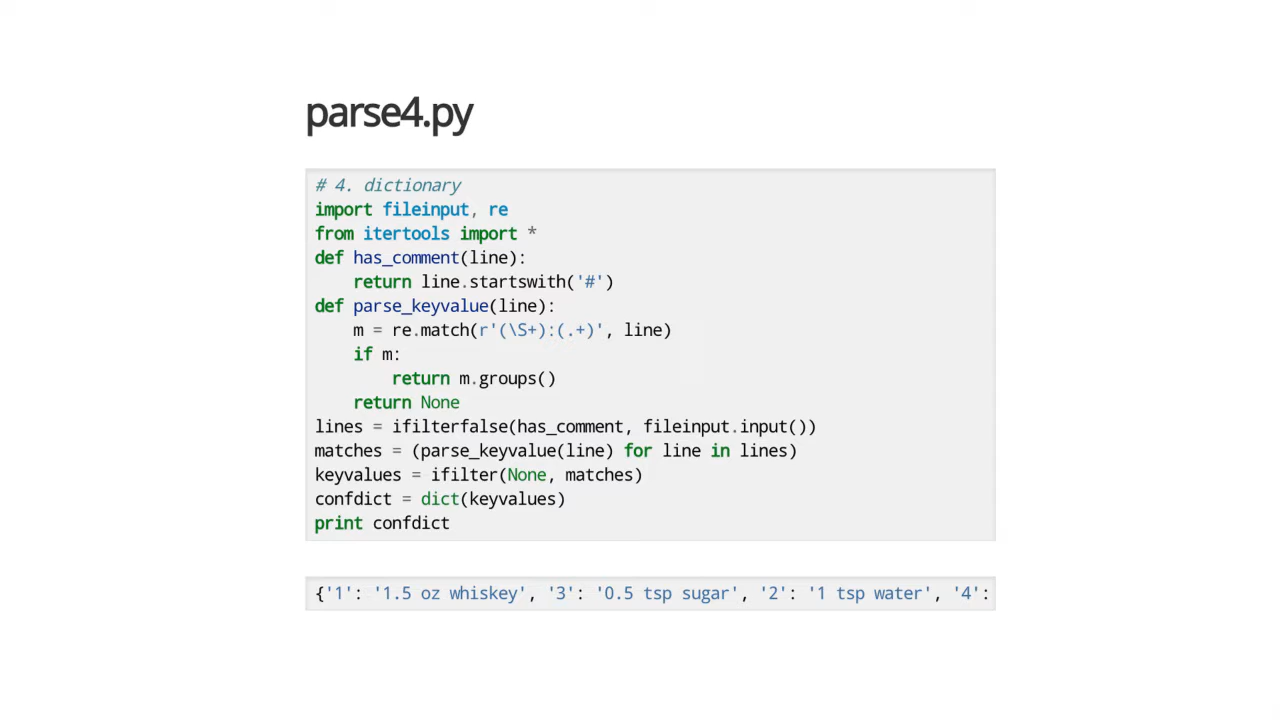 parse4.py
# 4. dictionary
import fileinput, re
from itertools import *
def has_comment(line):
    return line.startswith('#')
def parse_keyvalue(line):
    m = re.match(r'(\S+):(.+)', line)
    if m:
        return m.groups()
    return None
lines = ifilterfalse(has_comment, fileinput.input())
matches = (parse_keyvalue(line) for line in lines)
keyvalues = ifilter(None, matches)
confdict = dict(keyvalues)
print confdict
{'1': '1.5 oz whiskey', '3': '0.5 tsp sugar', '2': '1 tsp water', '4':